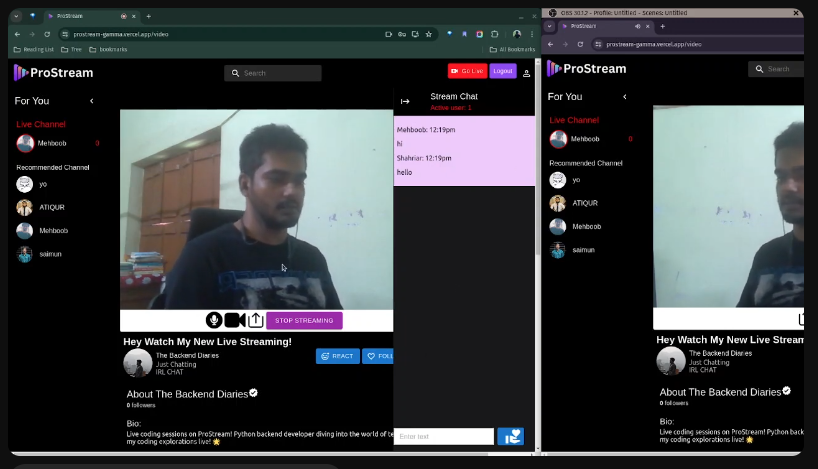 ProStream
prostream-gamma.vercel.app/video
Reading List
Tree
bookmarks
All Bookmarks
ProStream
Search
Go Live
Logout
For You
Live Channel
Mehboob
0
Recommended Channel
yo
ATIQUR
Mehboob
saimun
Stream Chat
Active user: 1
Mehboob: 12:19pm
hi
Shahriar: 12:19pm
hello
STOP STREAMING
Hey Watch My New Live Streaming!
The Backend Diaries
Just Chatting
IRL CHAT
REACT
FOLL
About The Backend Diaries
0 followers
Bio:
Live coding sessions on ProStream! Python backend developer diving into the world of te
my coding explorations live!
Enter text
OBS 30.1.2 - Profile: Untitled - Scenes: Untitled
ProStream
prostream-gamma.vercel.app/video
ProStream
Search
For You
Live Channel
Mehboob
0
Recommended Channel
yo
ATIQUR
Mehboob
saimun
Hey Watch My New Live Stream
The Backend Diaries
Just Chatting
IRL CHAT
About The Backend Diaries
0 followers
Bio:
Live coding sessions on ProStream! Python backe
my coding explorations live!